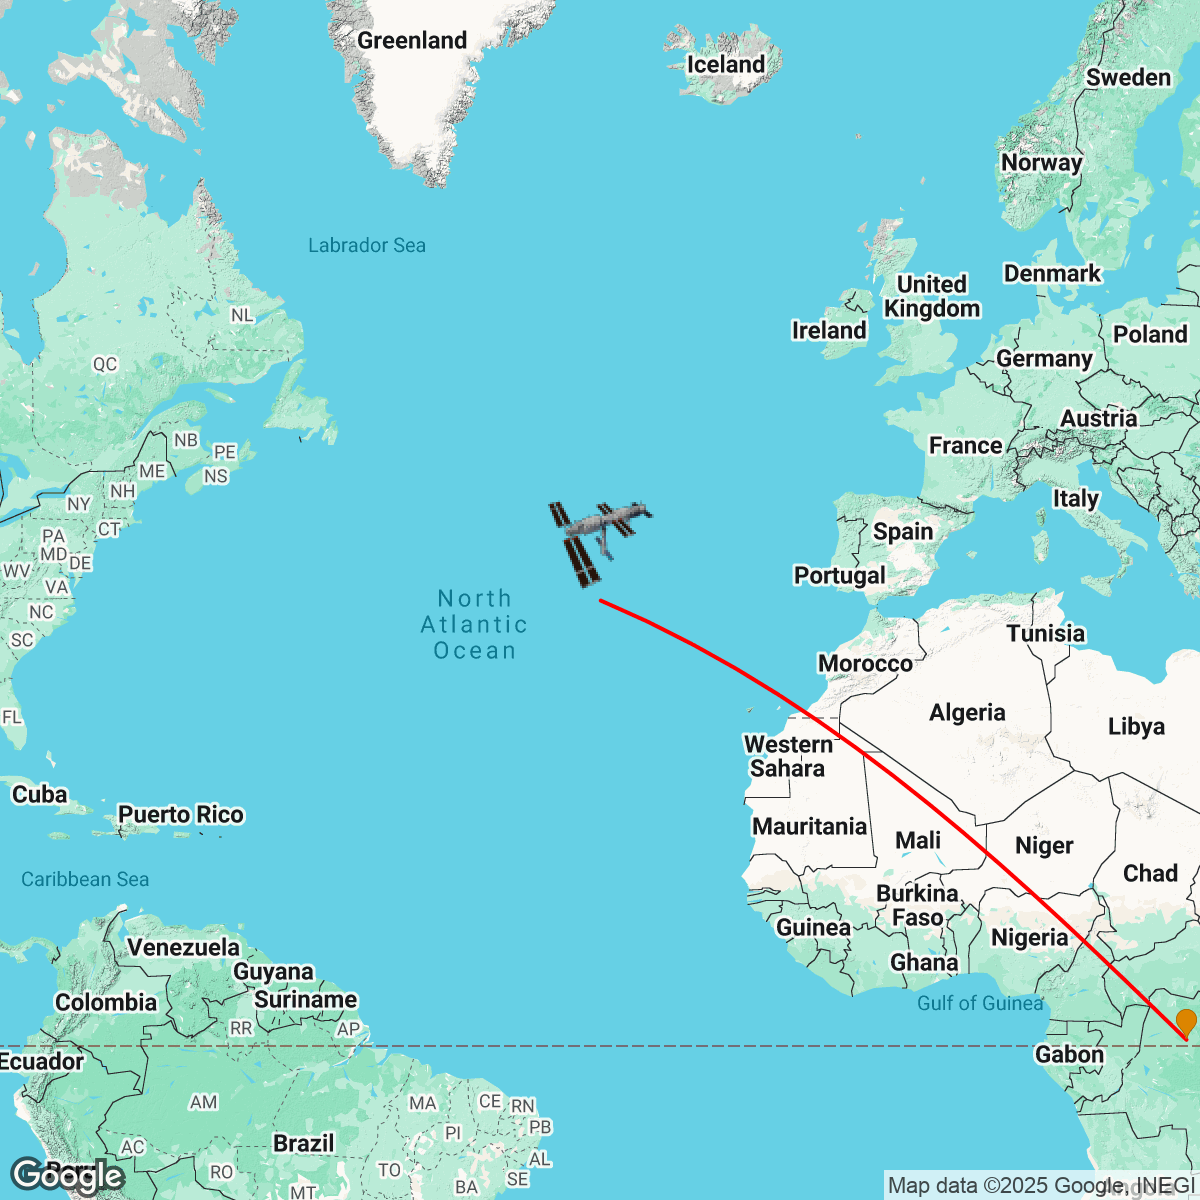 Greenland
Iceland
Sweden
Norway
Labrador Sea
Denmark
United
Kingdom
NL
Ireland
Poland
QC
Germany
Austria
NB
PE
France
ME
NS
NH
Italy
NY
CT
Spain
PA
MD
DE
WV
VA
Portugal
North
Atlantic
Ocean
NC
SC
Tunisia
Morocco
FL
Algeria
Libya
Western
Sahara
Cuba
Puerto Rico
Mauritania
Mali
Niger
Caribbean Sea
Chad
Burkina
Faso
Guinea
Nigeria
Venezuela
Ghana
Guyana
Suriname
Colombia
Gulf of Guinea
RR
AP
Ecuador
Gabon
AM
MA
CE
RN
PI
PB
AC
Brazil
AL
Peru
RO
TO
SE
MT
BA
Google
Map data ©2025 Google, INEGI